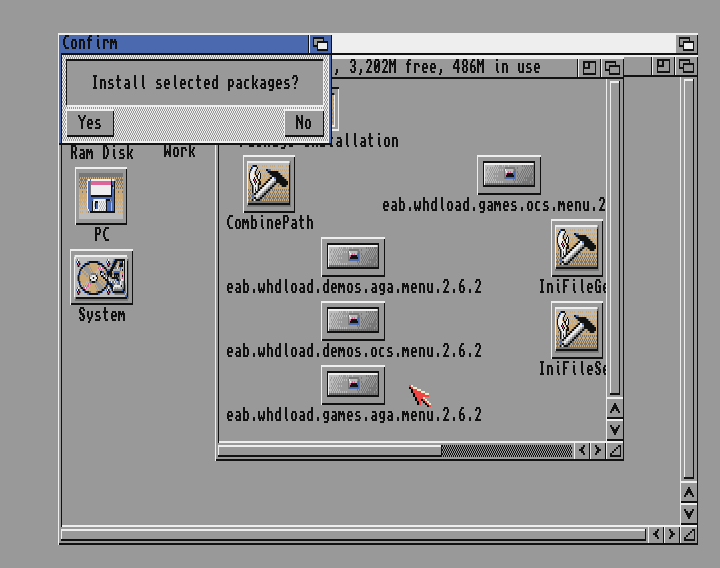 Confirm
, 3,202M free, 486M in use
Install selected packages?
Yes
No
Ram Disk
Work
PC
System
CombinePath
eab.whdload.games.ocs.menu.2
eab.whdload.demos.aga.menu.2.6.2
IniFileGe
eab.whdload.demos.ocs.menu.2.6.2
IniFileSe
eab.whdload.games.aga.menu.2.6.2